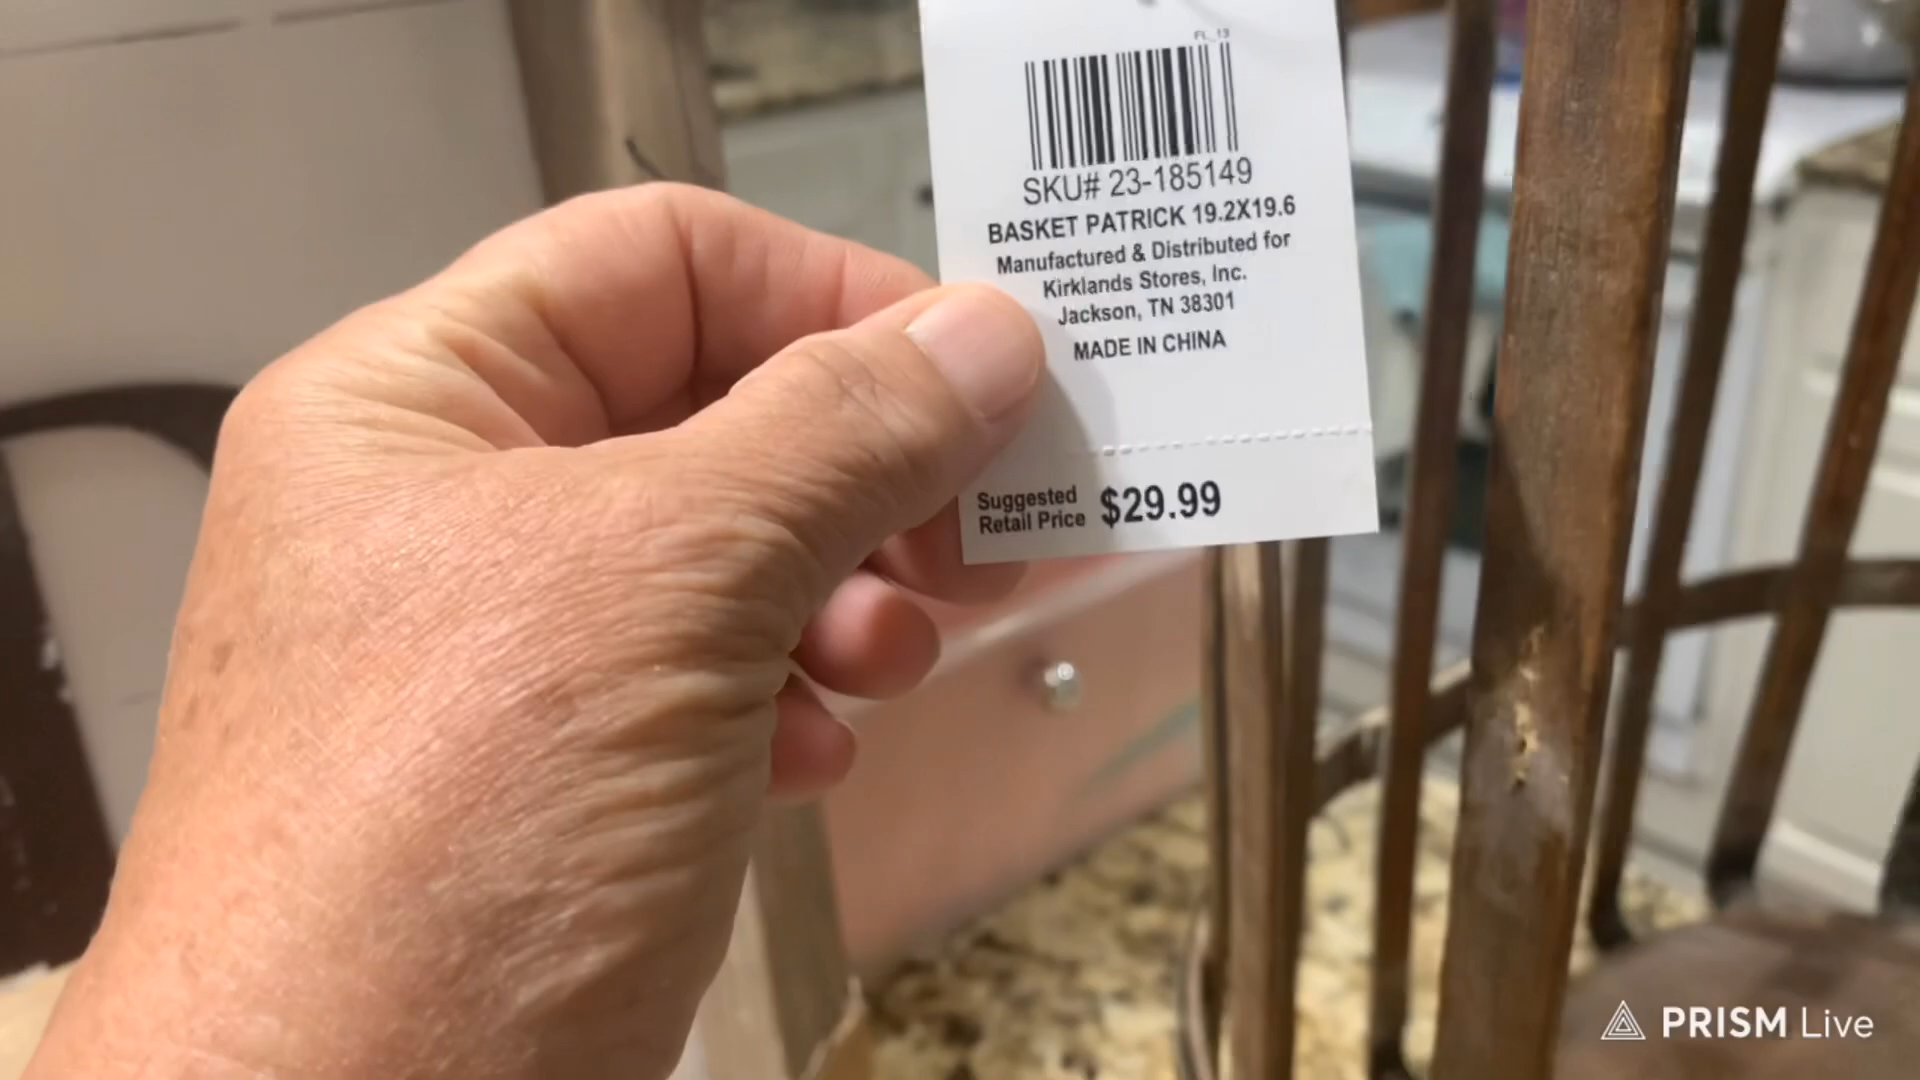 FL_13
SKU# 23-185149
BASKET PATRICK 19.2X19.6
Manufactured & Distributed for
Kirklands Stores, Inc.
Jackson, TN 38301
MADE IN CHINA
Suggested
Retail Price $29.99
PRISM Live